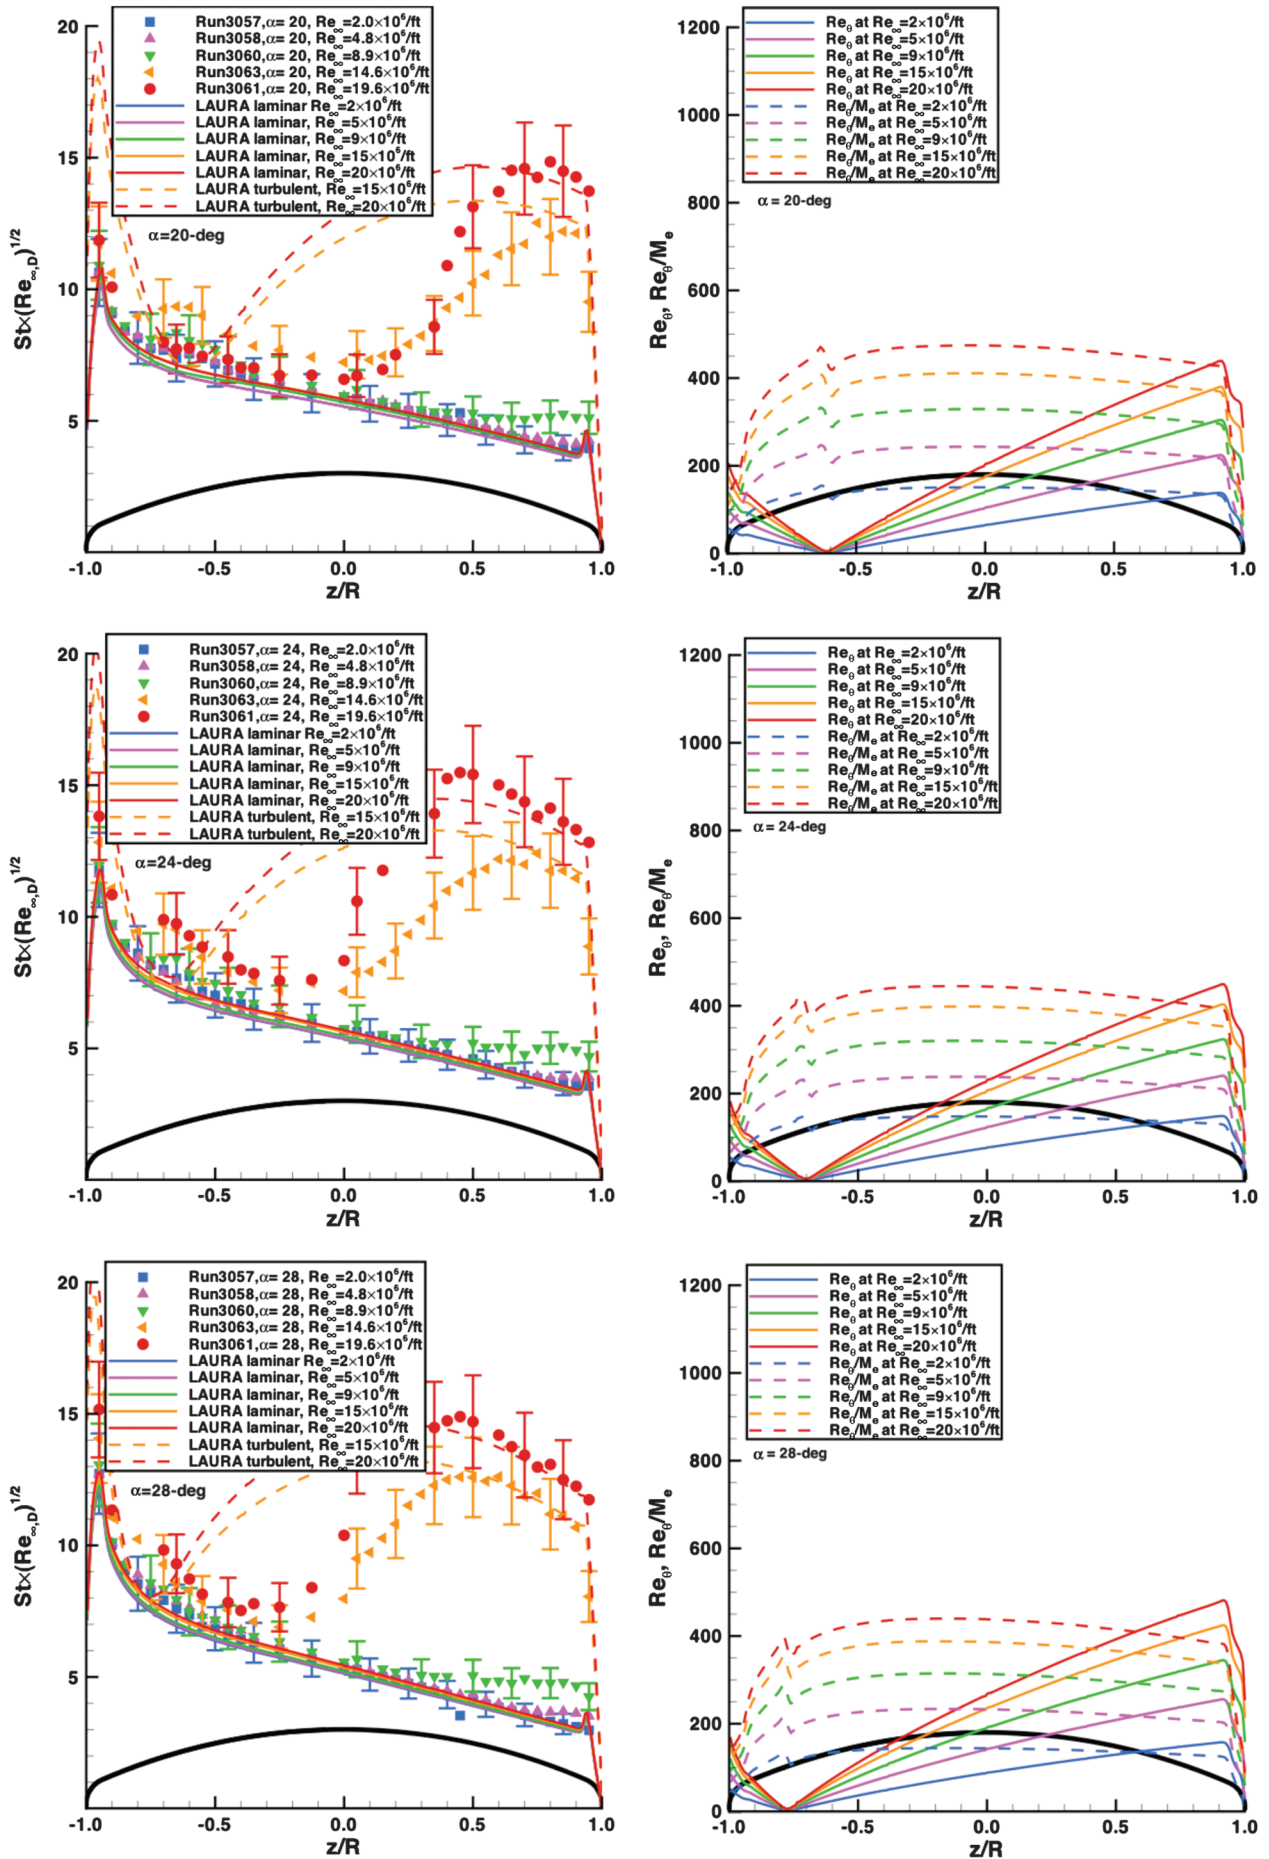 20
15
10
5
St×(Re∞,D)1/2
Run3057,α= 20, Re∞=2.0×10⁶/ft
Run3058,α= 20, Re∞=4.8×10⁶/ft
Run3060,α= 20, Re∞=8.9×10⁶/ft
Run3063,α= 20, Re∞=14.6×10⁶/ft
Run3061,α= 20, Re∞=19.6×10⁶/ft
LAURA laminar Re∞=2×10⁶/ft
LAURA laminar, Re∞=5×10⁶/ft
LAURA laminar, Re∞=9×10⁶/ft
LAURA laminar, Re∞=15×10⁶/ft
LAURA laminar, Re∞=20×10⁶/ft
LAURA turbulent, Re∞=15×10⁶/ft
LAURA turbulent, Re∞=20×10⁶/ft
α=20-deg
-1.0 -0.5 0.0 0.5 1.0
z/R
1200
1000
800
600
400
200
0
Reθ, Reθ/Me
Reθ at Re∞=2×10⁶/ft
Reθ at Re∞=5×10⁶/ft
Reθ at Re∞=9×10⁶/ft
Reθ at Re∞=15×10⁶/ft
Reθ at Re∞=20×10⁶/ft
Reθ/Me at Re∞=2×10⁶/ft
Reθ/Me at Re∞=5×10⁶/ft
Reθ/Me at Re∞=9×10⁶/ft
Reθ/Me at Re∞=15×10⁶/ft
Reθ/Me at Re∞=20×10⁶/ft
α = 20-deg
-1.0 -0.5 0.0 0.5 1.0
z/R
20
15
10
5
St×(Re∞,D)1/2
Run3057,α= 24, Re∞=2.0×10⁶/ft
Run3058,α= 24, Re∞=4.8×10⁶/ft
Run3060,α= 24, Re∞=8.9×10⁶/ft
Run3063,α= 24, Re∞=14.6×10⁶/ft
Run3061,α= 24, Re∞=19.6×10⁶/ft
LAURA laminar Re∞=2×10⁶/ft
LAURA laminar, Re∞=5×10⁶/ft
LAURA laminar, Re∞=9×10⁶/ft
LAURA laminar, Re∞=15×10⁶/ft
LAURA laminar, Re∞=20×10⁶/ft
LAURA turbulent, Re∞=15×10⁶/ft
LAURA turbulent, Re∞=20×10⁶/ft
α=24-deg
-1.0 -0.5 0.0 0.5 1.0
z/R
1200
1000
800
600
400
200
0
Reθ, Reθ/Me
Reθ at Re∞=2×10⁶/ft
Reθ at Re∞=5×10⁶/ft
Reθ at Re∞=9×10⁶/ft
Reθ at Re∞=15×10⁶/ft
Reθ at Re∞=20×10⁶/ft
Reθ/Me at Re∞=2×10⁶/ft
Reθ/Me at Re∞=5×10⁶/ft
Reθ/Me at Re∞=9×10⁶/ft
Reθ/Me at Re∞=15×10⁶/ft
Reθ/Me at Re∞=20×10⁶/ft
α = 24-deg
-1.0 -0.5 0.0 0.5 1.0
z/R
20
15
10
5
St×(Re∞,D)1/2
Run3057,α= 28, Re∞=2.0×10⁶/ft
Run3058,α= 28, Re∞=4.8×10⁶/ft
Run3060,α= 28, Re∞=8.9×10⁶/ft
Run3063,α= 28, Re∞=14.6×10⁶/ft
Run3061,α= 28, Re∞=19.6×10⁶/ft
LAURA laminar Re∞=2×10⁶/ft
LAURA laminar, Re∞=5×10⁶/ft
LAURA laminar, Re∞=9×10⁶/ft
LAURA laminar, Re∞=15×10⁶/ft
LAURA laminar, Re∞=20×10⁶/ft
LAURA turbulent, Re∞=15×10⁶/ft
LAURA turbulent, Re∞=20×10⁶/ft
α=28-deg
-1.0 -0.5 0.0 0.5 1.0
z/R
1200
1000
800
600
400
200
0
Reθ, Reθ/Me
Reθ at Re∞=2×10⁶/ft
Reθ at Re∞=5×10⁶/ft
Reθ at Re∞=9×10⁶/ft
Reθ at Re∞=15×10⁶/ft
Reθ at Re∞=20×10⁶/ft
Reθ/Me at Re∞=2×10⁶/ft
Reθ/Me at Re∞=5×10⁶/ft
Reθ/Me at Re∞=9×10⁶/ft
Reθ/Me at Re∞=15×10⁶/ft
Reθ/Me at Re∞=20×10⁶/ft
α = 28-deg
-1.0 -0.5 0.0 0.5 1.0
z/R